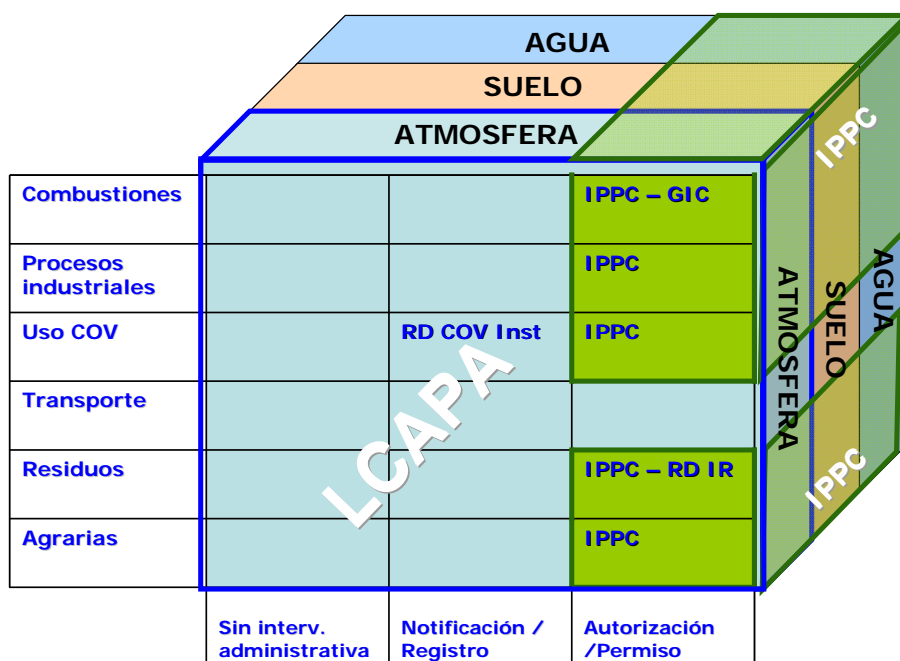 AGUA
SUELO
ATMOSFERA
IPPC
Combustiones
IPPC – GIC
Procesos
industriales
IPPC
AGUA
SUELO
ATMOSFERA
Uso COV
RD COV Inst
IPPC
LCAPA
Transporte
Residuos
IPPC – RD IR
IPPC
Agrarias
IPPC
Sin interv.
administrativa
Notificación /
Registro
Autorización
/Permiso